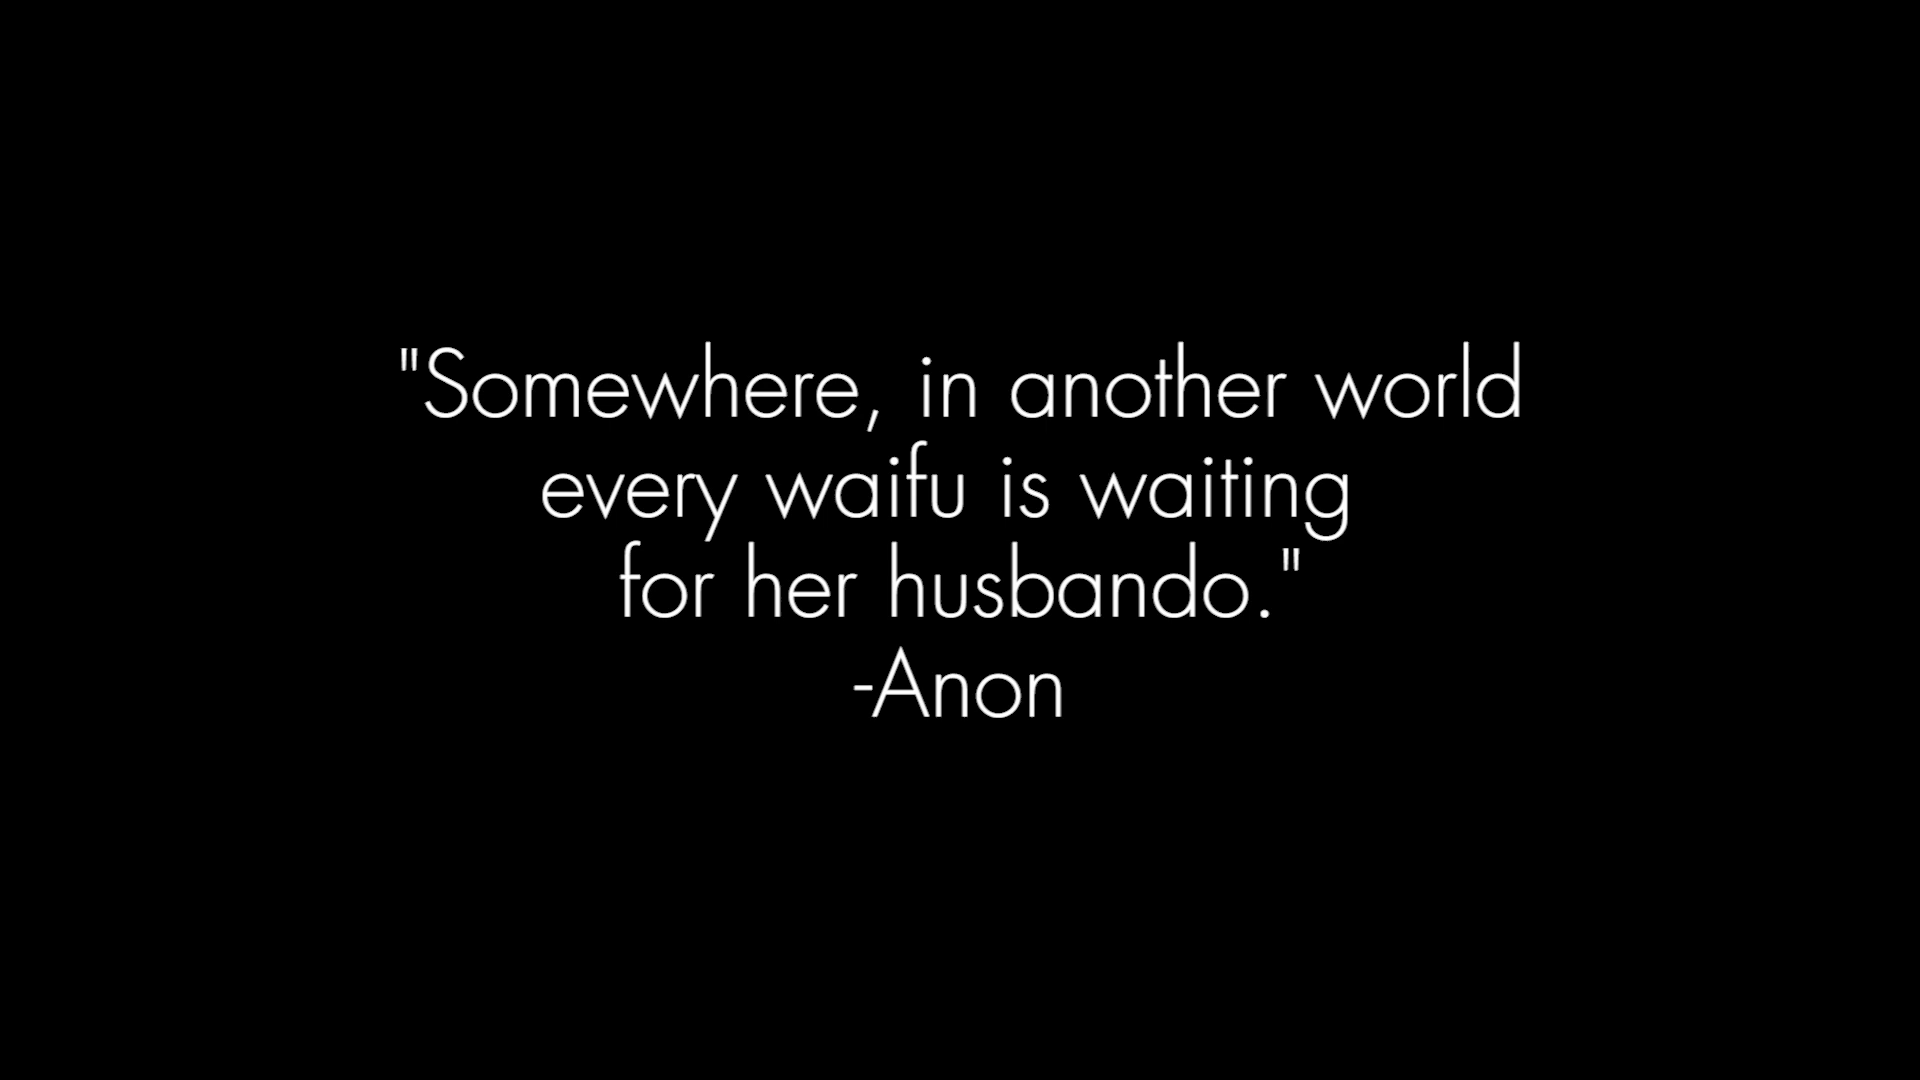 "Somewhere, in another world
every waifu is waiting
for her husbando."
-Anon